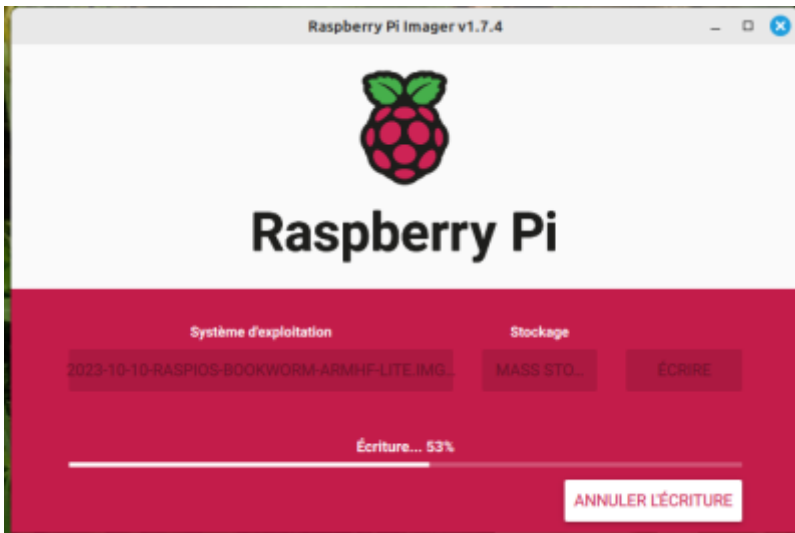 Raspberry Pi Imager v1.7.4
Raspberry Pi
Système d'exploitation Stockage
2023-10-10-RASPIOS-BOOKWORM-ARMHF-LITE.IMG... MASS STO... ÉCRIRE
Écriture... 53%
ANNULER L'ÉCRITURE